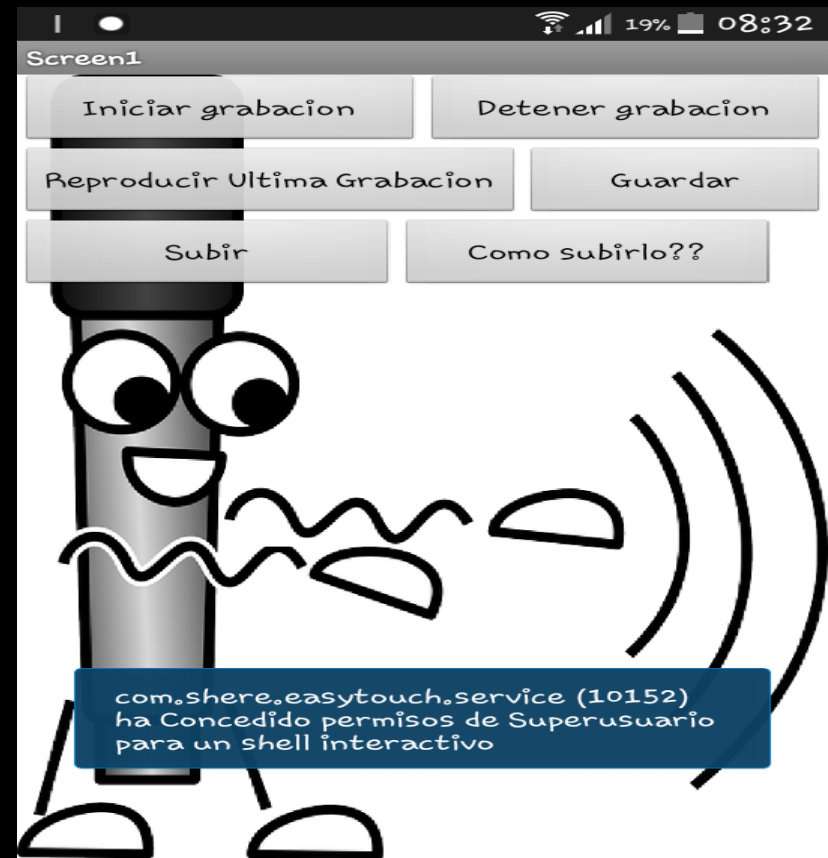 19% 08:32
Screen1
Iniciar grabacion Detener grabacion
Reproducir Ultima Grabacion Guardar
Subir Como subirlo??
com.shere.easytouch.service (10152)
ha Concedido permisos de Superusuario
para un shell interactivo